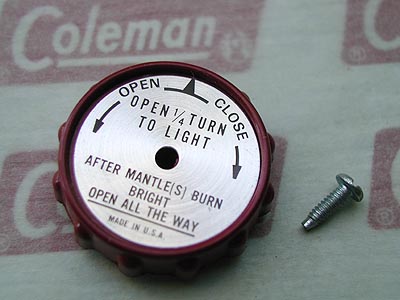 Coleman
OPEN CLOSE
OPEN 1/4 TURN
TO LIGHT
AFTER MANTLE(S) BURN
BRIGHT
OPEN ALL THE WAY
MADE IN U.S.A.